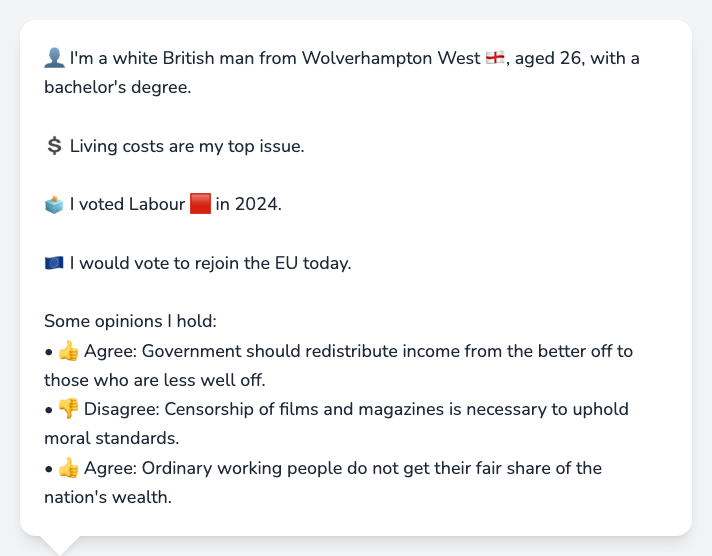 👤 I'm a white British man from Wolverhampton West 🏴󠁧󠁢󠁥󠁮󠁧󠁿, aged 26, with a
bachelor's degree.
💲 Living costs are my top issue.
🗳️ I voted Labour 🟥 in 2024.
🇪🇺 I would vote to rejoin the EU today.
Some opinions I hold:
• 👍 Agree: Government should redistribute income from the better off to
those who are less well off.
• 👎 Disagree: Censorship of films and magazines is necessary to uphold
moral standards.
• 👍 Agree: Ordinary working people do not get their fair share of the
nation's wealth.